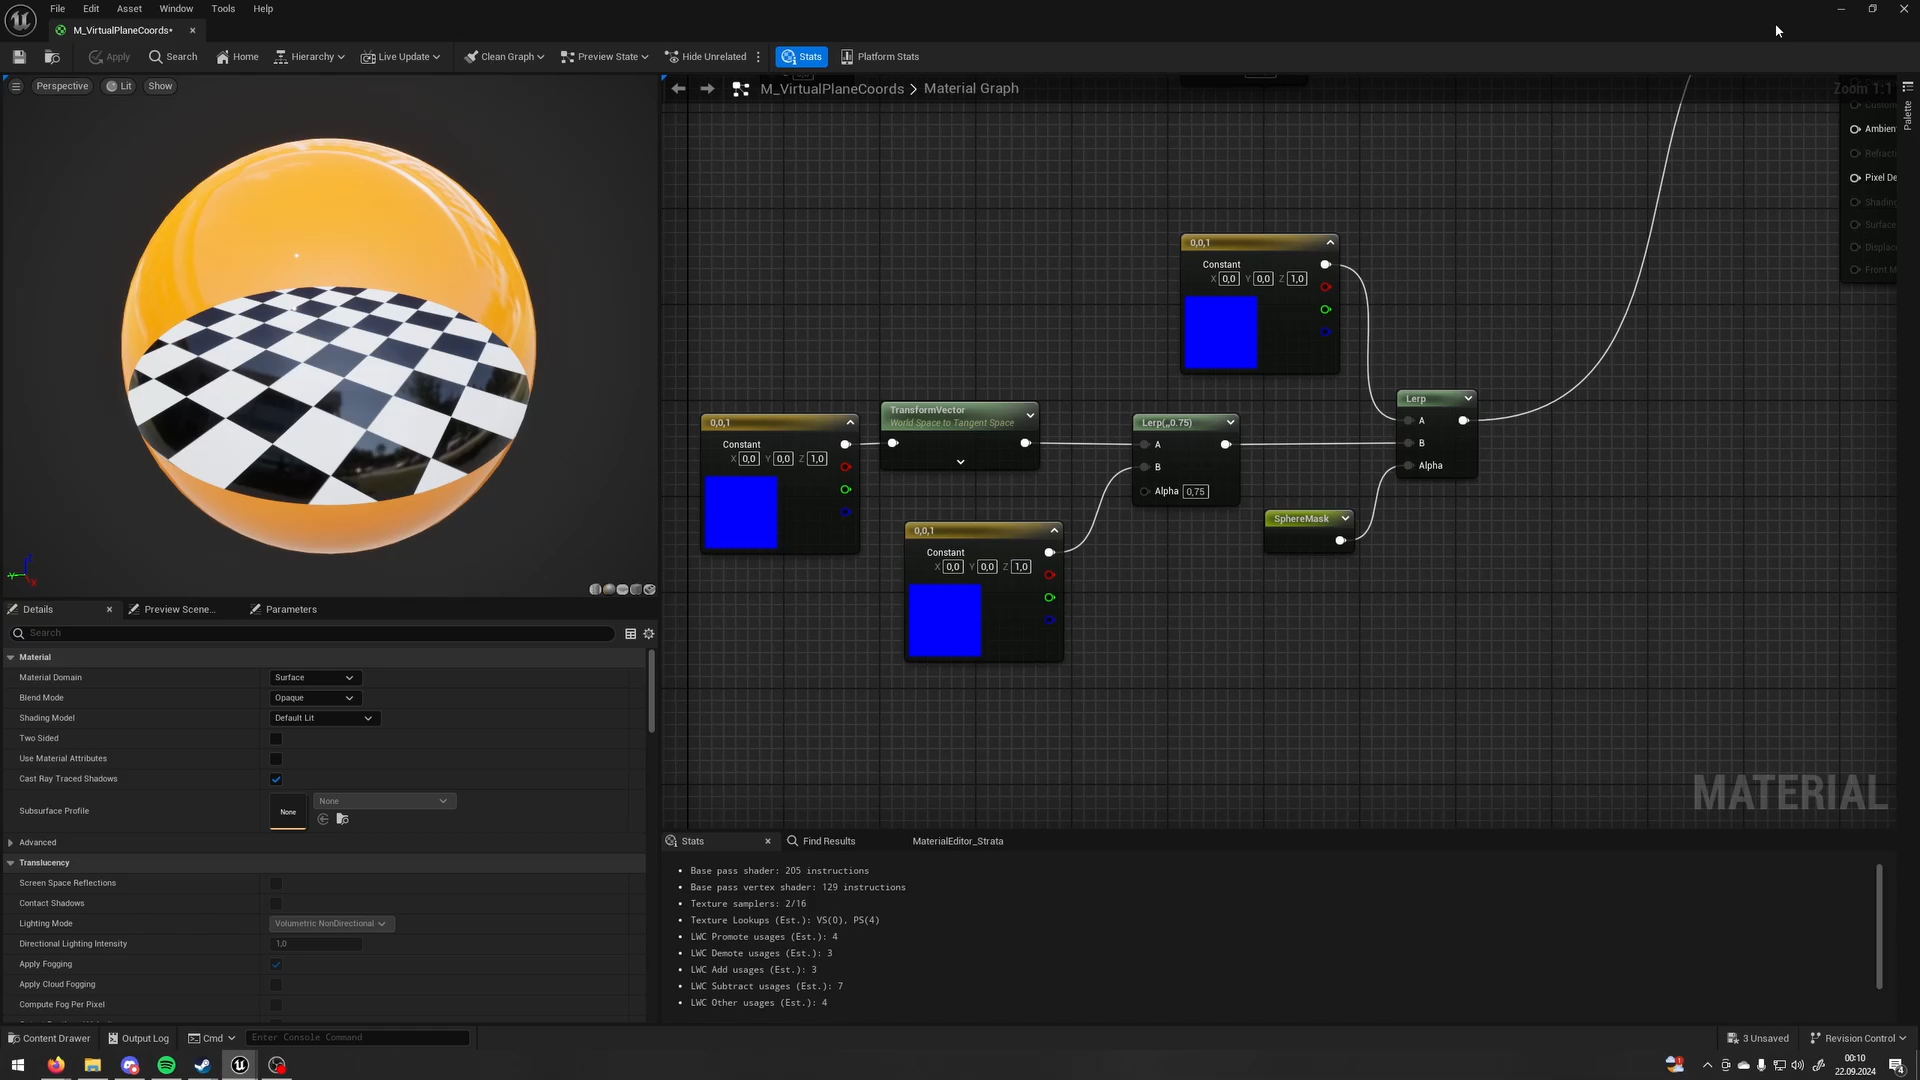 File Edit Asset Window Tools Help
M_VirtualPlaneCoords•
Apply Search Home Hierarchy Live Update Clean Graph Preview State Hide Unrelated Stats Platform Stats
Perspective Lit Show
M_VirtualPlaneCoords > Material Graph
Zoom 1:1
Palette
Ambien
Refracti
Pixel De
Shading
Surface
Displace
Front M
0,0,1
Constant
X 0,0 Y 0,0 Z 1,0
Lerp
A
B
Alpha
0,0,1
Constant
X 0,0 Y 0,0 Z 1,0
TransformVector
World Space to Tangent Space
Lerp(,,0.75)
A
B
Alpha 0,75
SphereMask
0,0,1
Constant
X 0,0 Y 0,0 Z 1,0
MATERIAL
Details Preview Scene... Parameters
Search
Material
Material Domain Surface
Blend Mode Opaque
Shading Model Default Lit
Two Sided
Use Material Attributes
Cast Ray Traced Shadows
Subsurface Profile None None
Advanced
Translucency
Screen Space Reflections
Contact Shadows
Lighting Mode Volumetric NonDirectional
Directional Lighting Intensity 1,0
Apply Fogging
Apply Cloud Fogging
Compute Fog Per Pixel
Stats Find Results MaterialEditor_Strata
• Base pass shader: 205 instructions
• Base pass vertex shader: 129 instructions
• Texture samplers: 2/16
• Texture Lookups (Est.): VS(0), PS(4)
• LWC Promote usages (Est.): 4
• LWC Demote usages (Est.): 3
• LWC Add usages (Est.): 3
• LWC Subtract usages (Est.): 7
• LWC Other usages (Est.): 4
Content Drawer Output Log Cmd Enter Console Command 3 Unsaved Revision Control
00:10
22.09.2024